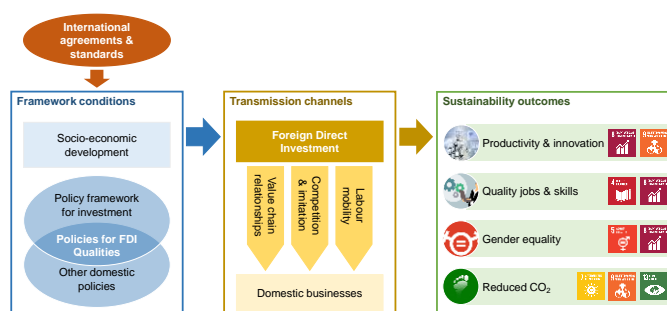 International
agreements &
standards
Framework conditions
Socio-economic
development
Policy framework
for investment
Policies for FDI
Qualities
Other domestic
policies
Transmission channels
Foreign Direct
Investment
Value chain
relationships
Competition
& imitation
Labour
mobility
Domestic businesses
Sustainability outcomes
Productivity & innovation
Quality jobs & skills
Gender equality
Reduced CO₂